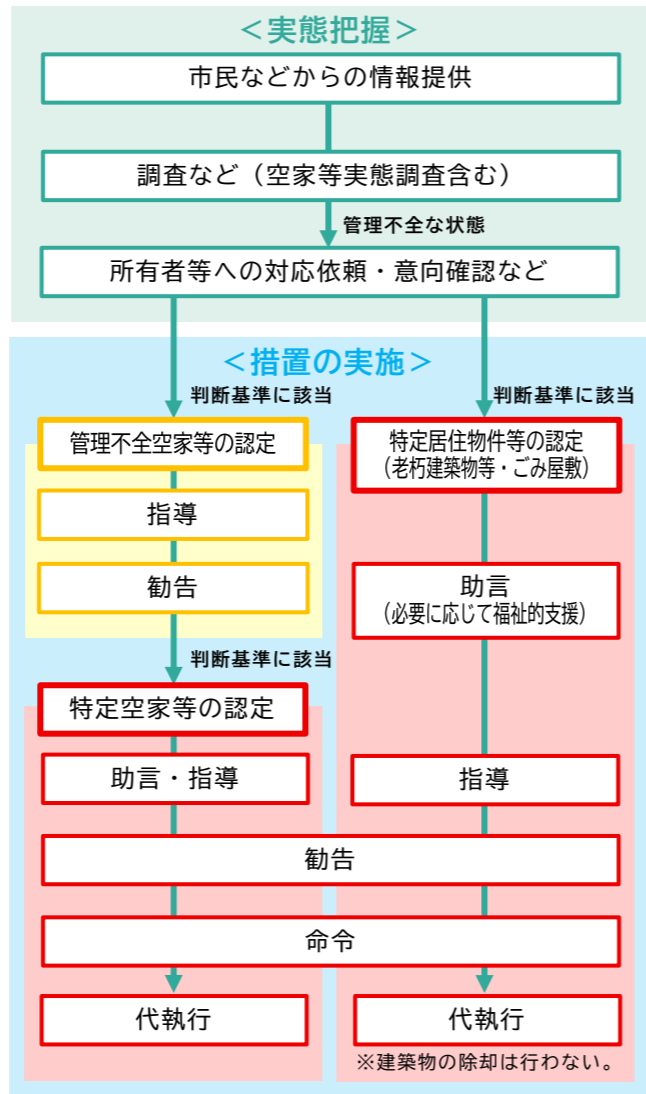 ＜実態把握＞
市民などからの情報提供
調査など（空家等実態調査含む）
管理不全な状態
所有者等への対応依頼・意向確認など
＜措置の実施＞
判断基準に該当
判断基準に該当
管理不全空家等の認定
特定居住物件等の認定
（老朽建築物等・ごみ屋敷）
指導
勧告
助言
（必要に応じて福祉的支援）
判断基準に該当
特定空家等の認定
助言・指導
指導
勧告
命令
代執行
代執行
※建築物の除却は行わない。